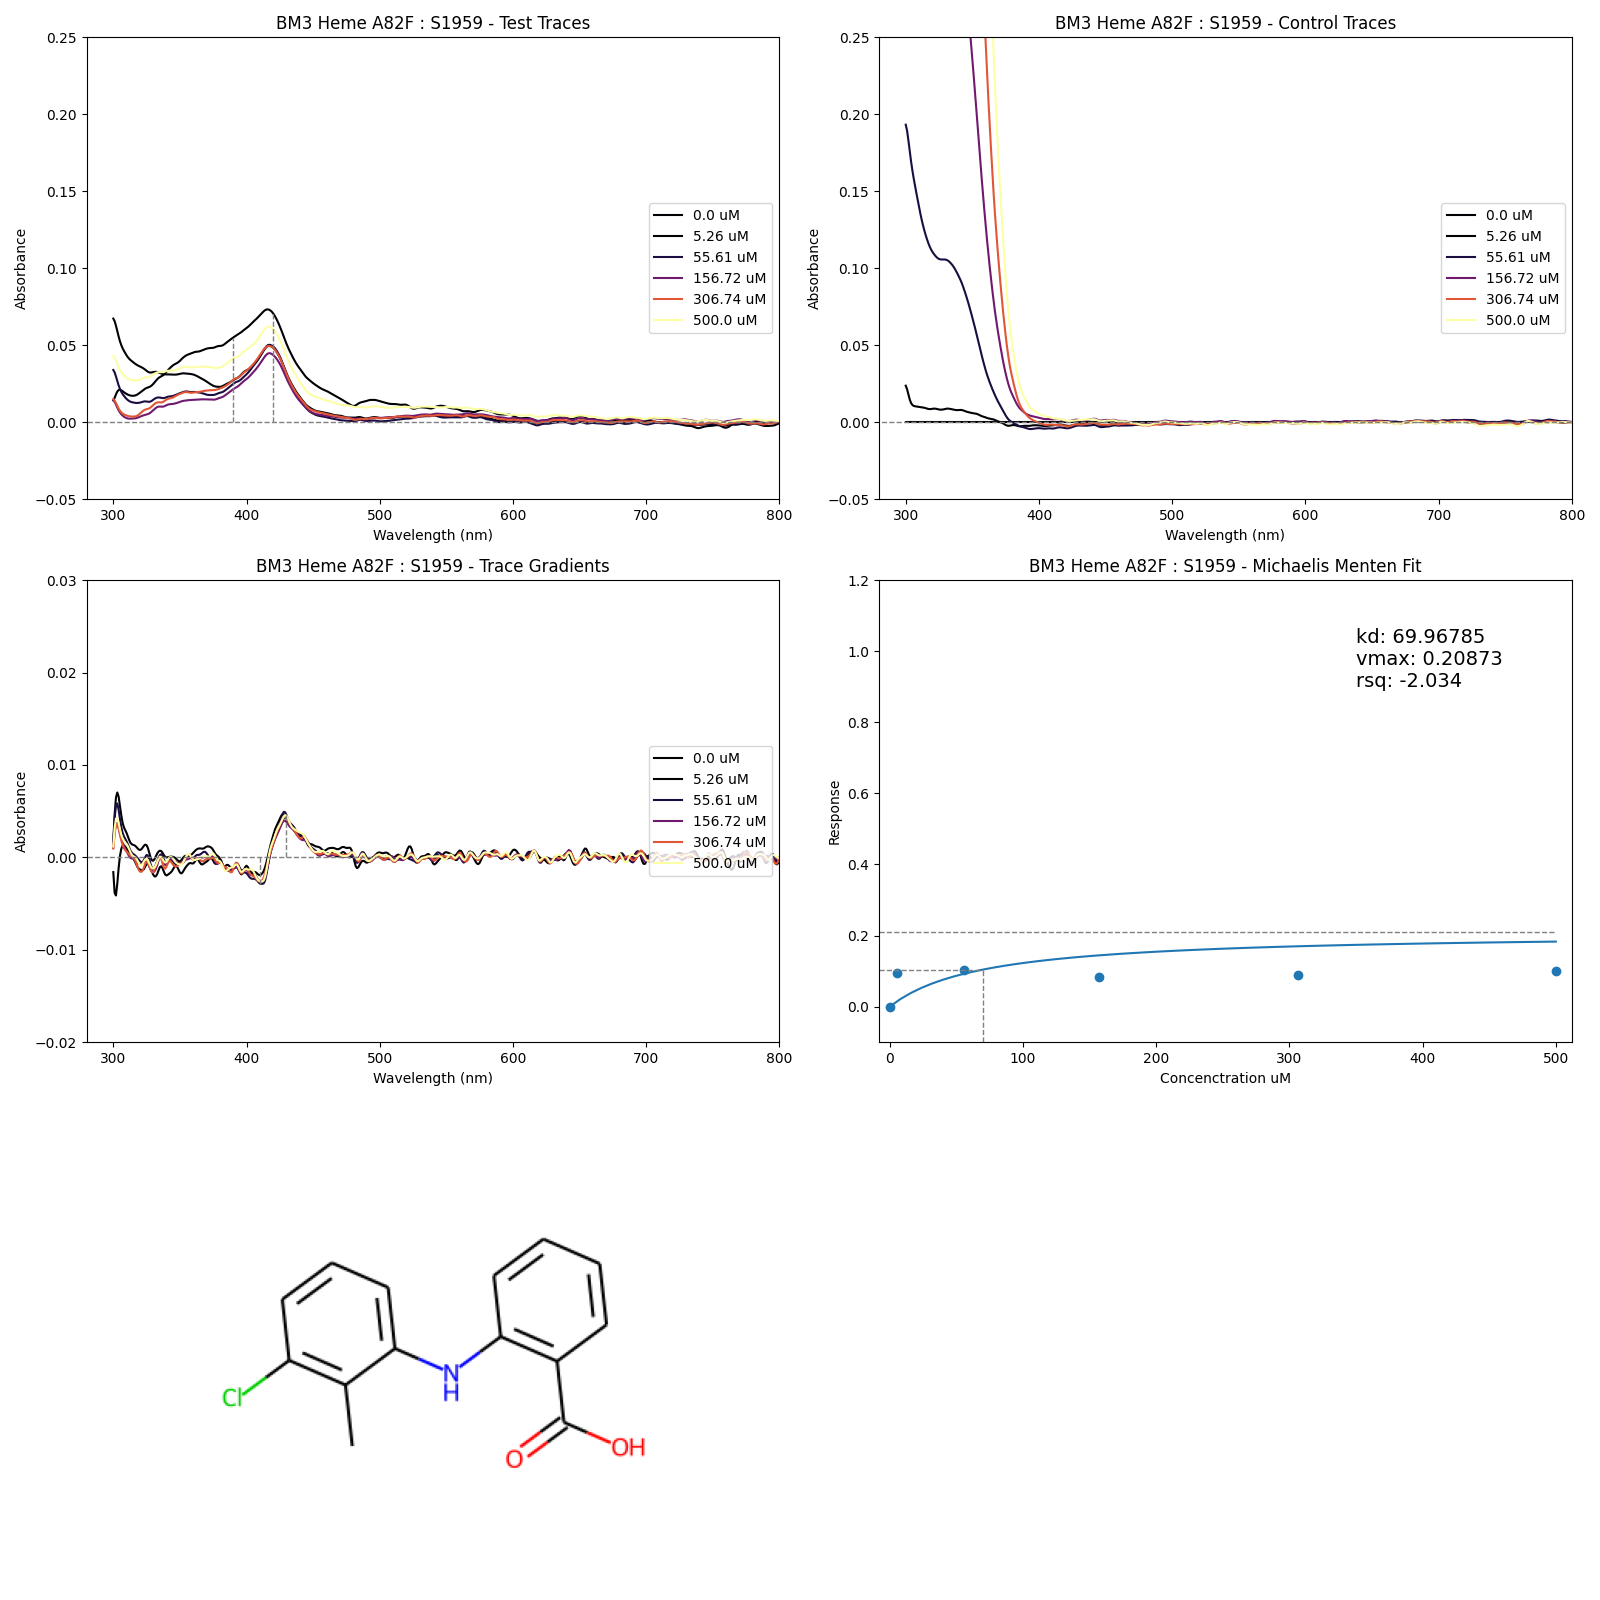 BM3 Heme A82F : S1959 - Test Traces
0.25
0.20
0.15
0.10
0.05
0.00
−0.05
Absorbance
300
400
500
600
700
800
Wavelength (nm)
0.0 uM
5.26 uM
55.61 uM
156.72 uM
306.74 uM
500.0 uM
BM3 Heme A82F : S1959 - Control Traces
0.25
0.20
0.15
0.10
0.05
0.00
−0.05
Absorbance
300
400
500
600
700
800
Wavelength (nm)
0.0 uM
5.26 uM
55.61 uM
156.72 uM
306.74 uM
500.0 uM
BM3 Heme A82F : S1959 - Trace Gradients
0.03
0.02
0.01
0.00
−0.01
−0.02
Absorbance
300
400
500
600
700
800
Wavelength (nm)
0.0 uM
5.26 uM
55.61 uM
156.72 uM
306.74 uM
500.0 uM
BM3 Heme A82F : S1959 - Michaelis Menten Fit
1.2
1.0
0.8
0.6
0.4
0.2
0.0
Response
kd: 69.96785
vmax: 0.20873
rsq: -2.034
0
100
200
300
400
500
Concenctration uM
Cl
N
H
O
OH